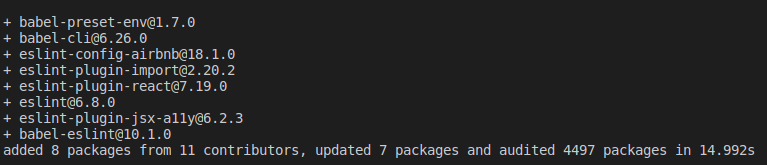 + babel-preset-env@1.7.0
+ babel-cli@6.26.0
+ eslint-config-airbnb@18.1.0
+ eslint-plugin-import@2.20.2
+ eslint-plugin-react@7.19.0
+ eslint@6.8.0
+ eslint-plugin-jsx-a11y@6.2.3
+ babel-eslint@10.1.0
added 8 packages from 11 contributors, updated 7 packages and audited 4497 packages in 14.992s